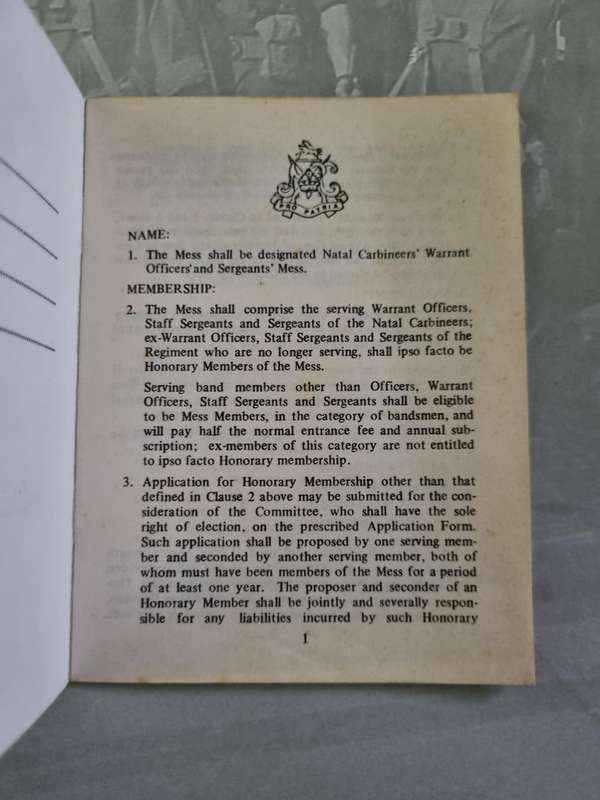 PRO PATRIA
NAME:
1. The Mess shall be designated Natal Carbineers' Warrant
Officers' and Sergeants' Mess.
MEMBERSHIP:
2. The Mess shall comprise the serving Warrant Officers,
Staff Sergeants and Sergeants of the Natal Carbineers;
ex-Warrant Officers, Staff Sergeants and Sergeants of the
Regiment who are no longer serving, shall ipso facto be
Honorary Members of the Mess.
Serving band members other than Officers, Warrant
Officers, Staff Sergeants and Sergeants shall be eligible
to be Mess Members, in the category of bandsmen, and
will pay half the normal entrance fee and annual sub-
scription; ex-members of this category are not entitled
to ipso facto Honorary membership.
3. Application for Honorary Membership other than that
defined in Clause 2 above may be submitted for the con-
sideration of the Committee, who shall have the sole
right of election, on the prescribed Application Form.
Such application shall be proposed by one serving mem-
ber and seconded by another serving member, both of
whom must have been members of the Mess for a period
of at least one year. The proposer and seconder of an
Honorary Member shall be jointly and severally respon-
sible for any liabilities incurred by such Honorary
1